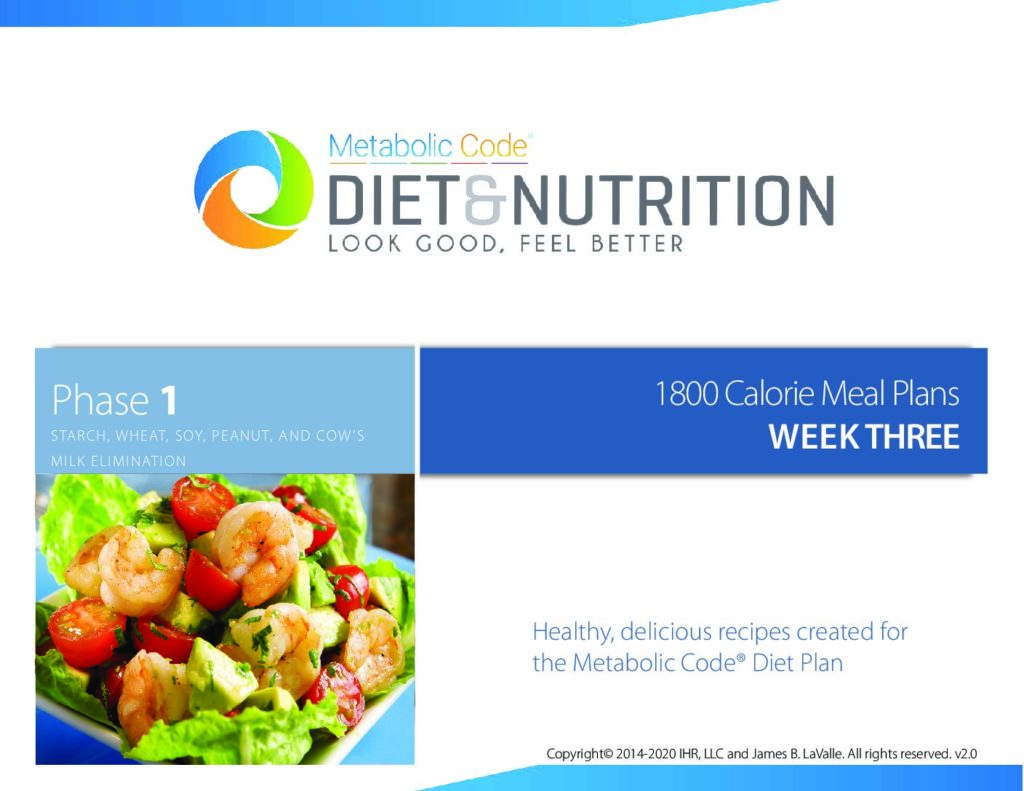 Metabolic Code®
DIET&NUTRITION
LOOK GOOD, FEEL BETTER
Phase 1
STARCH, WHEAT, SOY, PEANUT, AND COW'S
MILK ELIMINATION
1800 Calorie Meal Plans
WEEK THREE
Healthy, delicious recipes created for
the Metabolic Code® Diet Plan
Copyright© 2014-2020 IHR, LLC and James B. LaValle. All rights reserved. v2.0